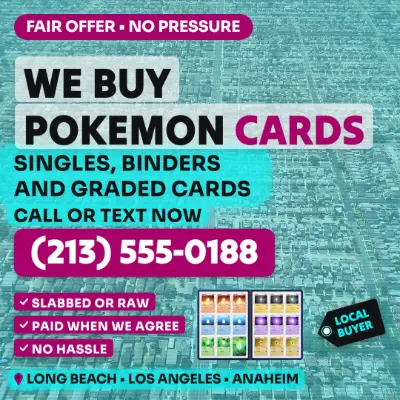 FAIR OFFER • NO PRESSURE
WE BUY
POKEMON CARDS
SINGLES, BINDERS
AND GRADED CARDS
CALL OR TEXT NOW
(213) 555-0188
✓ SLABBED OR RAW
✓ PAID WHEN WE AGREE
✓ NO HASSLE
LOCAL
BUYER
LONG BEACH • LOS ANGELES • ANAHEIM